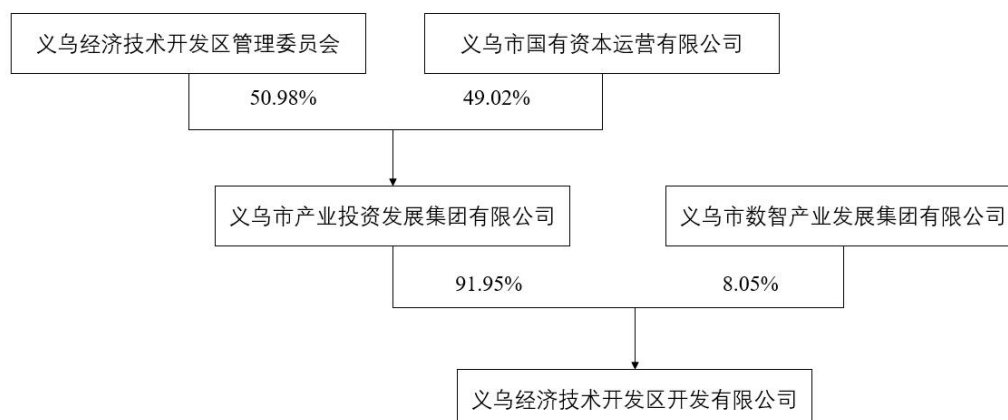 义乌经济技术开发区管理委员会
义乌市国有资本运营有限公司
50.98%
49.02%
义乌市产业投资发展集团有限公司
义乌市数智产业发展集团有限公司
91.95%
8.05%
义乌经济技术开发区开发有限公司